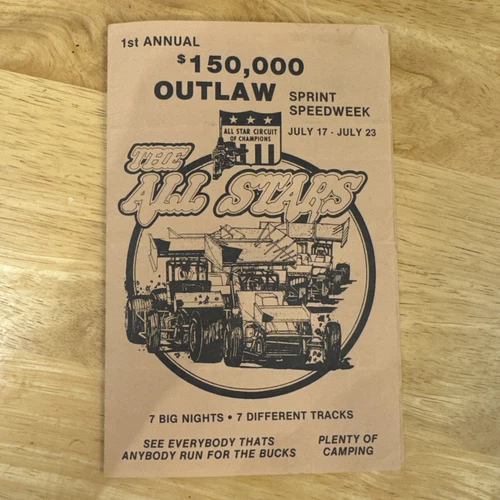 1st ANNUAL
$150,000
OUTLAW SPRINT
SPEEDWEEK
ALL STAR CIRCUIT
OF CHAMPIONS
JULY 17 - JULY 23
THE
ALL STARS
7 BIG NIGHTS • 7 DIFFERENT TRACKS
SEE EVERYBODY THATS
ANYBODY RUN FOR THE BUCKS
PLENTY OF
CAMPING